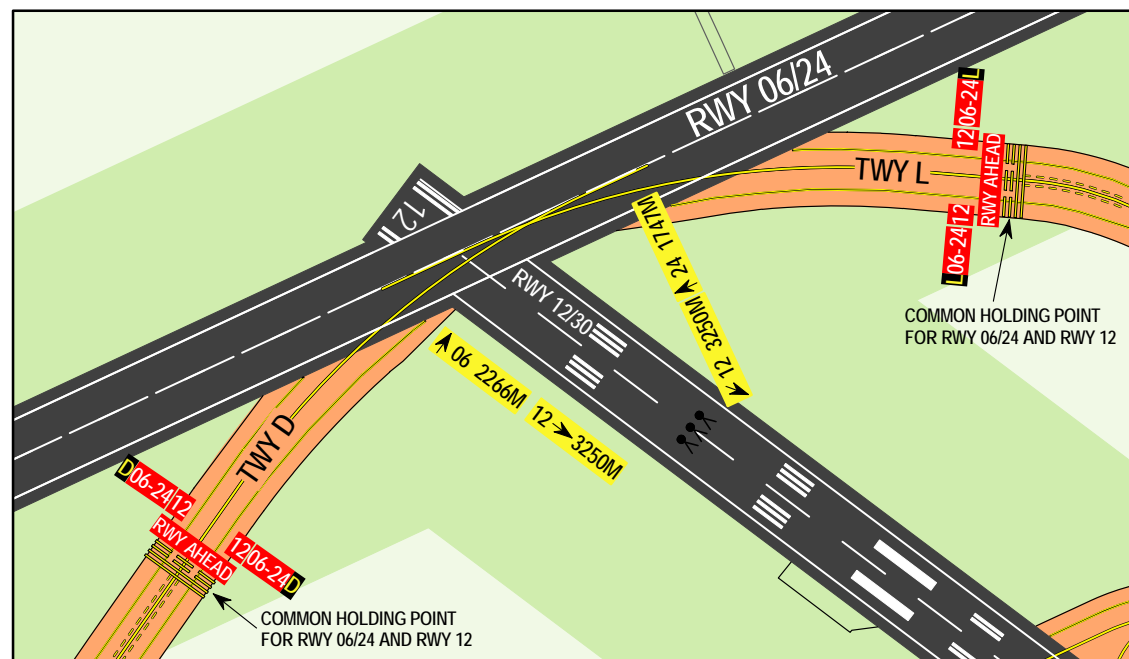 RWY 06/24
12 06-24 L
RWY AHEAD
L 06-24 12
TWY L
12
RWY 12/30
24 1747M
12 3250M
COMMON HOLDING POINT
FOR RWY 06/24 AND RWY 12
06 2266M
12 3250M
TWY D
D 06-24 12
RWY AHEAD
12 06-24 D
COMMON HOLDING POINT
FOR RWY 06/24 AND RWY 12